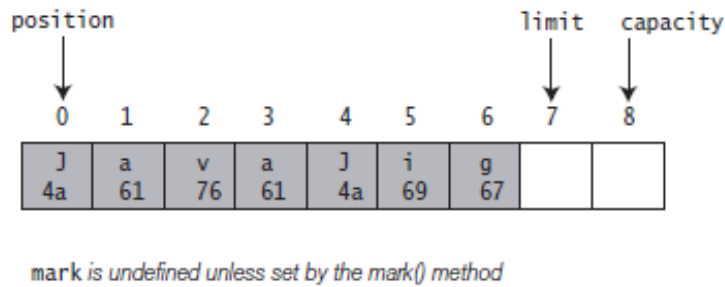 position limit capacity
0 1 2 3 4 5 6 7 8
J a v a J i g
4a 61 76 61 4a 69 67
mark is undefined unless set by the mark() method